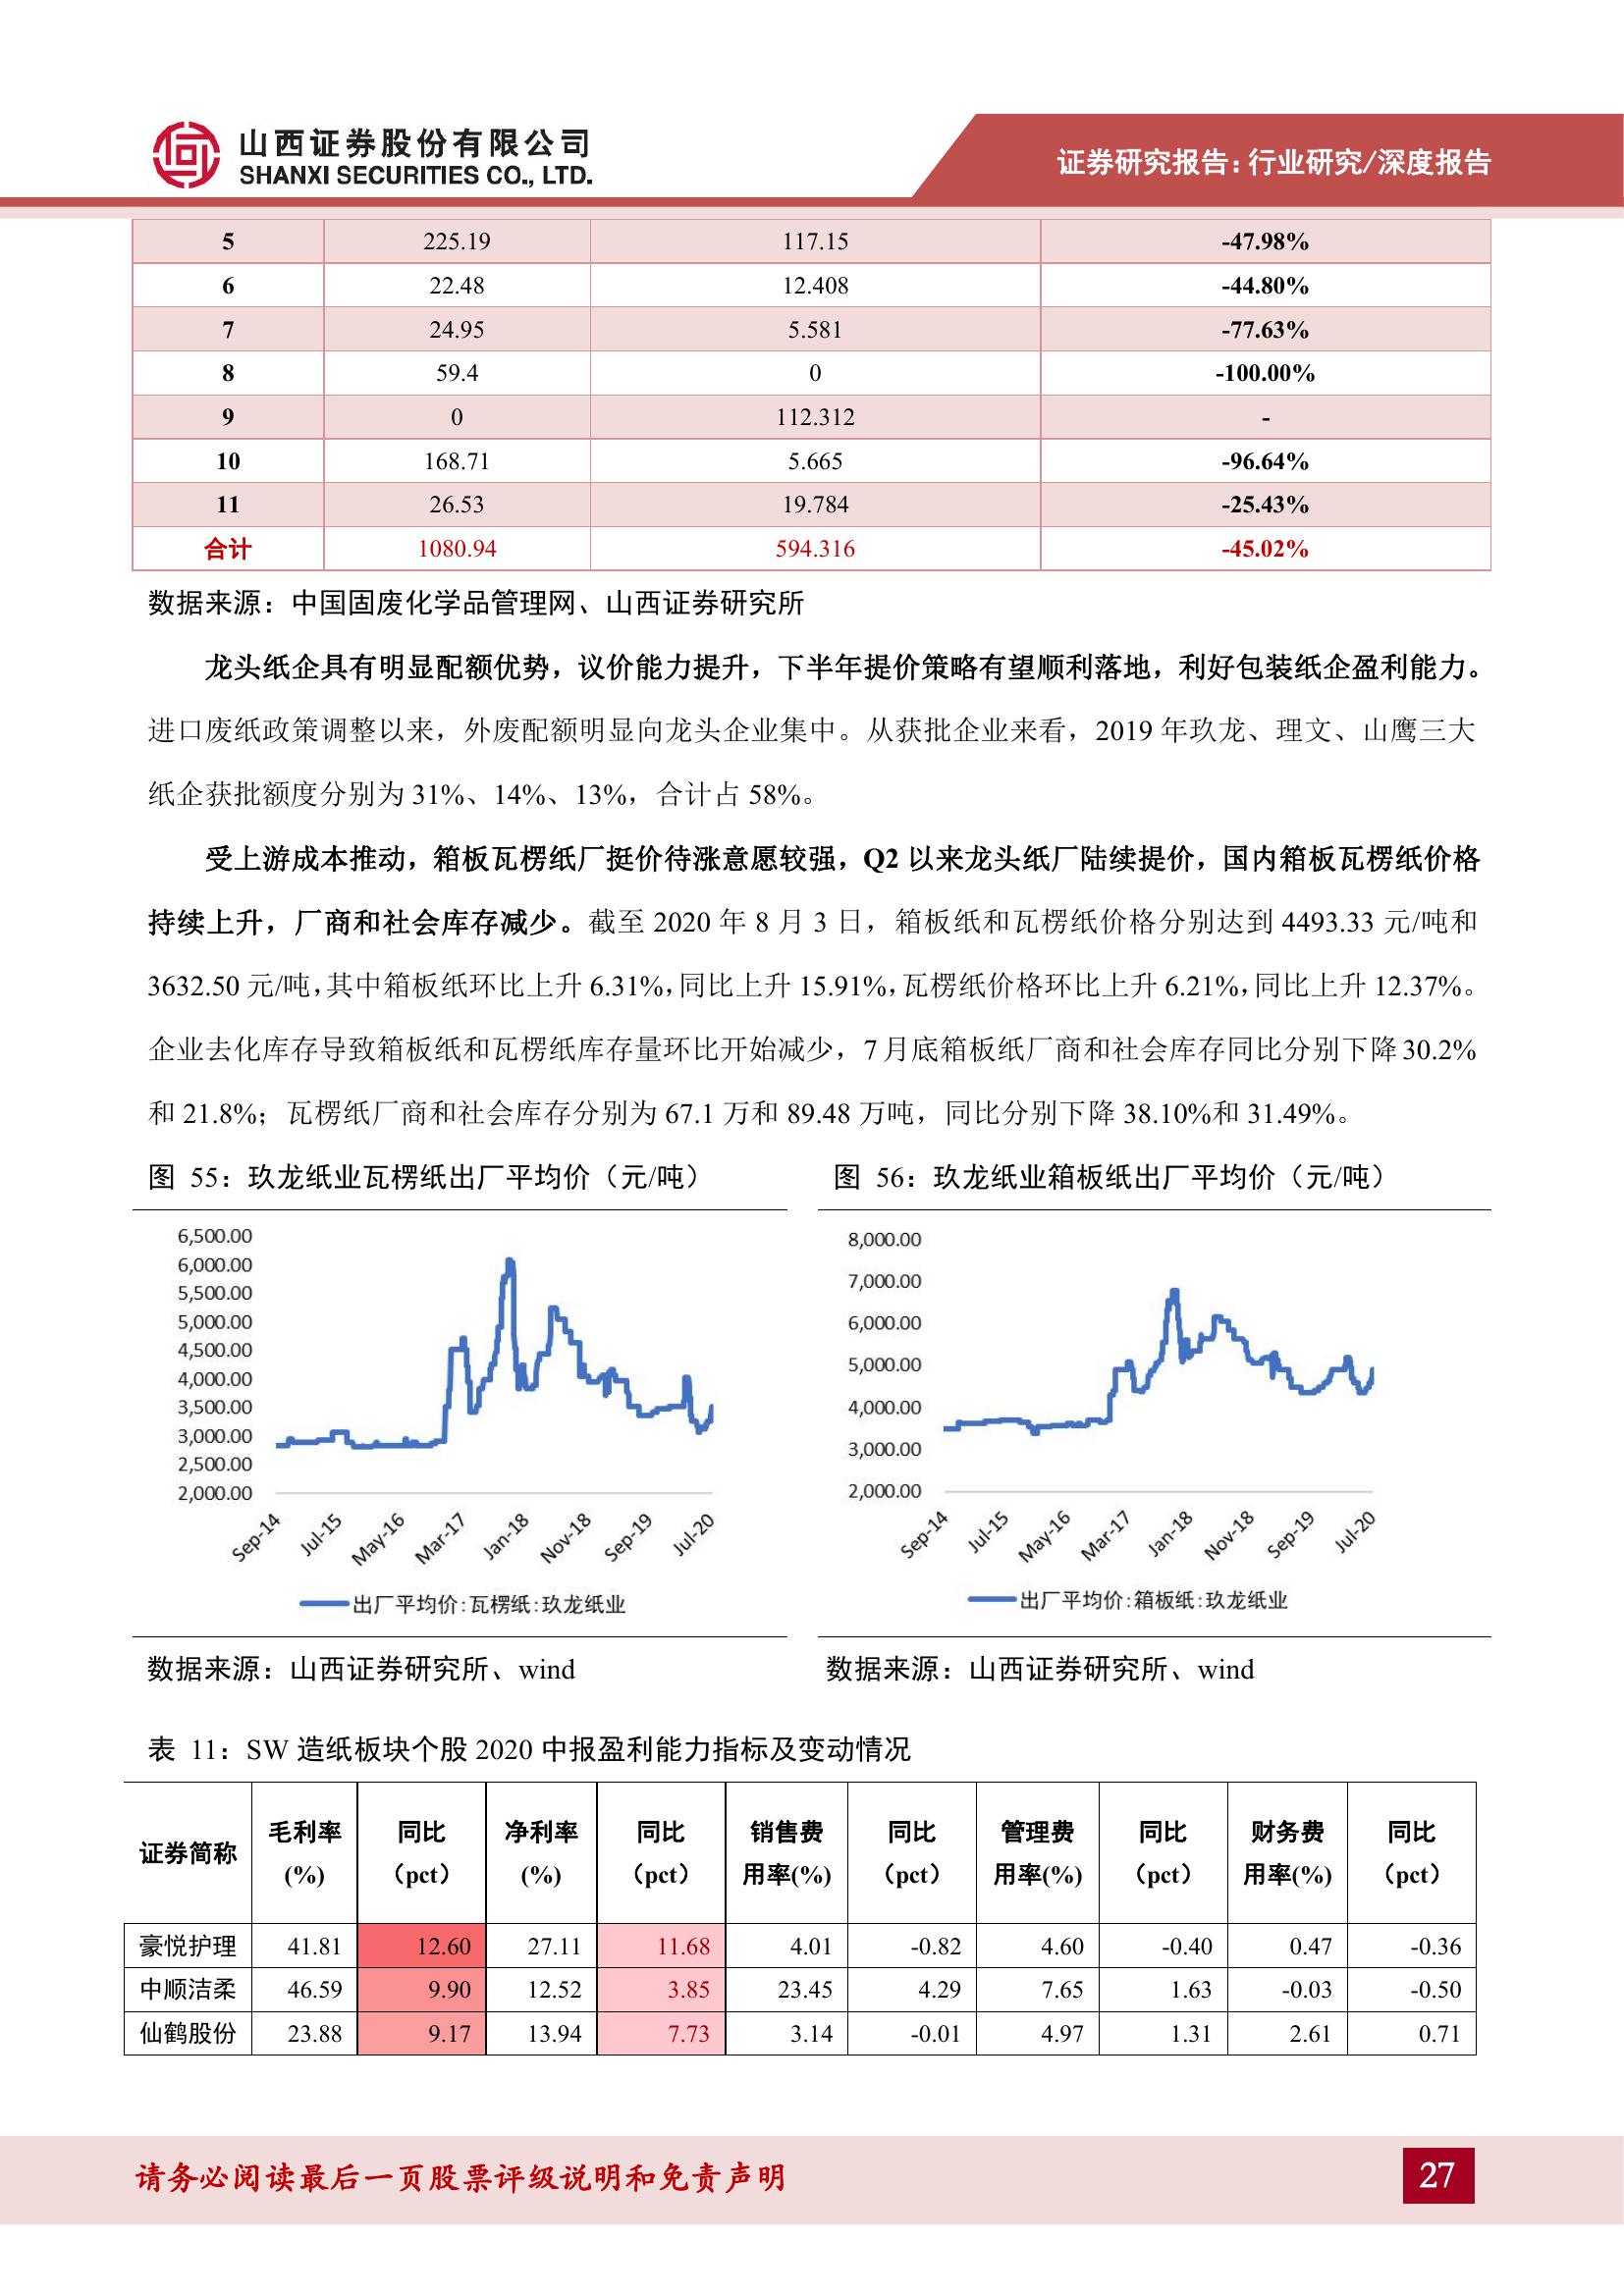 山西证券股份有限公司
SHANXI SECURITIES CO., LTD.
证券研究报告：行业研究/深度报告
5 225.19 117.15 -47.98%
6 22.48 12.408 -44.80%
7 24.95 5.581 -77.63%
8 59.4 0 -100.00%
9 0 112.312 -
10 168.71 5.665 -96.64%
11 26.53 19.784 -25.43%
合计 1080.94 594.316 -45.02%
数据来源：中国固废化学品管理网、山西证券研究所
龙头纸企具有明显配额优势，议价能力提升，下半年提价策略有望顺利落地，利好包装纸企盈利能力。
进口废纸政策调整以来，外废配额明显向龙头企业集中。从获批企业来看，2019 年玖龙、理文、山鹰三大
纸企获批额度分别为 31%、14%、13%，合计占 58%。
受上游成本推动，箱板瓦楞纸厂挺价待涨意愿较强，Q2 以来龙头纸厂陆续提价，国内箱板瓦楞纸价格
持续上升，厂商和社会库存减少。截至 2020 年 8 月 3 日，箱板纸和瓦楞纸价格分别达到 4493.33 元/吨和
3632.50 元/吨，其中箱板纸环比上升 6.31%，同比上升 15.91%，瓦楞纸价格环比上升 6.21%，同比上升 12.37%。
企业去化库存导致箱板纸和瓦楞纸库存量环比开始减少，7 月底箱板纸厂商和社会库存同比分别下降 30.2%
和 21.8%；瓦楞纸厂商和社会库存分别为 67.1 万和 89.48 万吨，同比分别下降 38.10%和 31.49%。
图 55：玖龙纸业瓦楞纸出厂平均价（元/吨）
6,500.00
6,000.00
5,500.00
5,000.00
4,500.00
4,000.00
3,500.00
3,000.00
2,500.00
2,000.00
Sep-14 Jul-15 May-16 Mar-17 Jan-18 Nov-18 Sep-19 Jul-20
出厂平均价:瓦楞纸:玖龙纸业
数据来源：山西证券研究所、wind
图 56：玖龙纸业箱板纸出厂平均价（元/吨）
8,000.00
7,000.00
6,000.00
5,000.00
4,000.00
3,000.00
2,000.00
Sep-14 Jul-15 May-16 Mar-17 Jan-18 Nov-18 Sep-19 Jul-20
出厂平均价:箱板纸:玖龙纸业
数据来源：山西证券研究所、wind
表 11：SW 造纸板块个股 2020 中报盈利能力指标及变动情况
证券简称 毛利率(%) 同比（pct） 净利率(%) 同比（pct） 销售费用率(%) 同比（pct） 管理费用率(%) 同比（pct） 财务费用率(%) 同比（pct）
豪悦护理 41.81 12.60 27.11 11.68 4.01 -0.82 4.60 -0.40 0.47 -0.36
中顺洁柔 46.59 9.90 12.52 3.85 23.45 4.29 7.65 1.63 -0.03 -0.50
仙鹤股份 23.88 9.17 13.94 7.73 3.14 -0.01 4.97 1.31 2.61 0.71
请务必阅读最后一页股票评级说明和免责声明
27